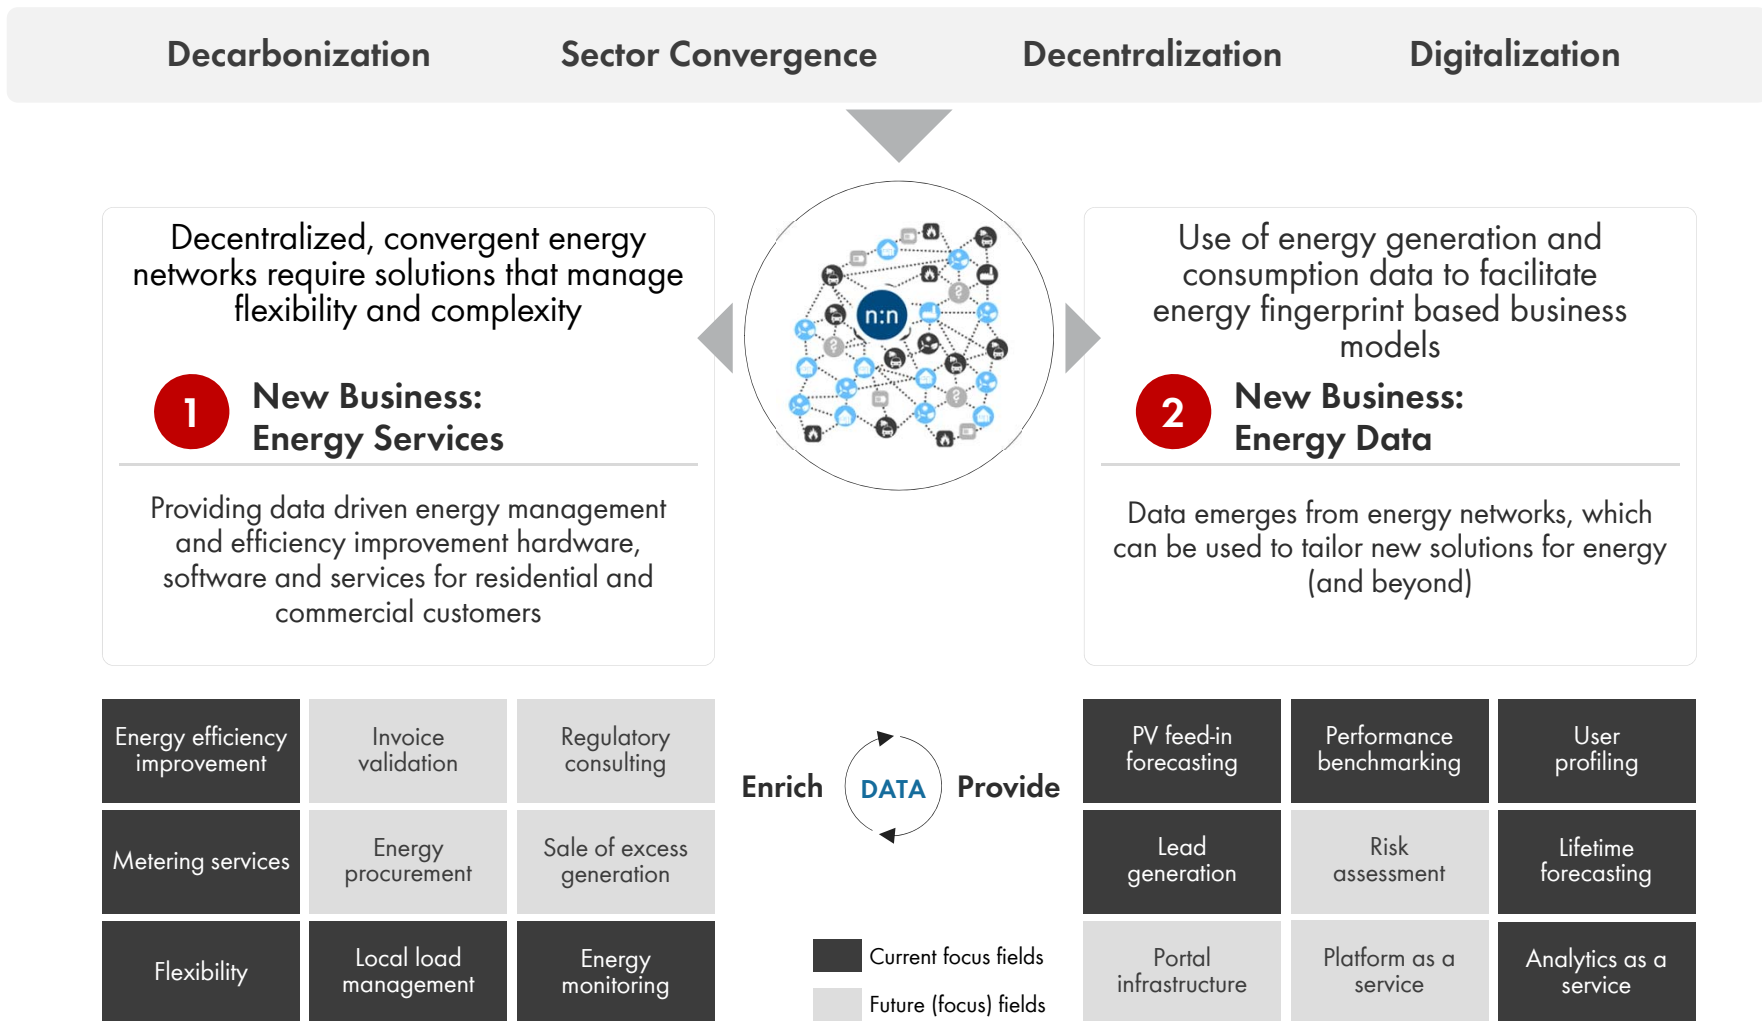 Decarbonization
Sector Convergence
Decentralization
Digitalization
Decentralized, convergent energy
networks require solutions that manage
flexibility and complexity
1
New Business:
Energy Services
Providing data driven energy management
and efficiency improvement hardware,
software and services for residential and
commercial customers
n:n
Use of energy generation and
consumption data to facilitate
energy fingerprint based business
models
2
New Business:
Energy Data
Data emerges from energy networks, which
can be used to tailor new solutions for energy
(and beyond)
Energy efficiency
improvement
Invoice
validation
Regulatory
consulting
Metering services
Energy
procurement
Sale of excess
generation
Flexibility
Local load
management
Energy
monitoring
Enrich
DATA
Provide
Current focus fields
Future (focus) fields
PV feed-in
forecasting
Performance
benchmarking
User
profiling
Lead
generation
Risk
assessment
Lifetime
forecasting
Portal
infrastructure
Platform as a
service
Analytics as a
service